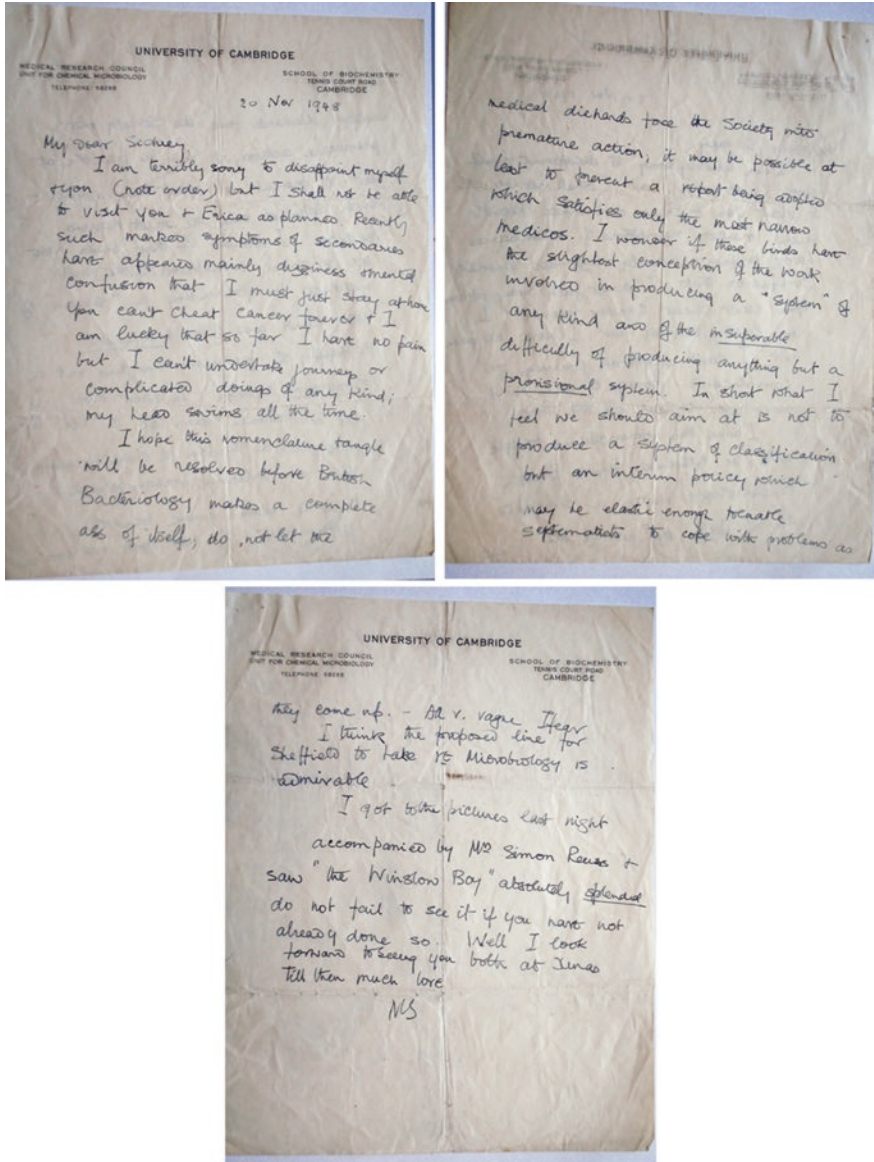 UNIVERSITY OF CAMBRIDGE
MEDICAL RESEARCH COUNCIL
UNIT FOR CHEMICAL MICROBIOLOGY
TELEPHONE 58288
SCHOOL OF BIOCHEMISTRY
TENNIS COURT ROAD
CAMBRIDGE
20 Nov 1948
My dear Sidney,
I am terribly sorry to disappoint myself
+ you (note order) but I shall not be able
to visit you + Erica as planned. Recently
such marked symptoms of secondaries
have appeared mainly dizziness + mental
confusion that I must just stay at home
You can't cheat cancer forever + I
am lucky that so far I have no pain
but I can't undertake journeys or
complicated doings of any kind;
my head swims all the time.
I hope this nomenclature tangle
will be resolved before British
Bacteriology makes a complete
ass of itself; do not let the
medical diehards force the Society into
premature action; it may be possible at
least to prevent a report being adopted
which satisfies only the most narrow
medicos. I wonder if these birds have
the slightest conception of the work
involved in producing a "system" of
any kind and of the insuperable
difficulty of producing anything but a
provisional system. In short what I
feel we should aim at is not to
produce a system of classification
but an interim policy which
may be elastic enough to enable
systematists to cope with problems as
UNIVERSITY OF CAMBRIDGE
MEDICAL RESEARCH COUNCIL
UNIT FOR CHEMICAL MICROBIOLOGY
TELEPHONE 58288
SCHOOL OF BIOCHEMISTRY
TENNIS COURT ROAD
CAMBRIDGE
they come up. – All v. vague I fear
I think the proposed line for
Sheffield to take re Microbiology is
admirable
I got to the pictures last night
accompanied by Simon Reuss +
saw "the Winslow Boy" absolutely splendid
do not fail to see it if you have not
already done so. Well I look
forward to seeing you both at Xmas
Till then much love
MS